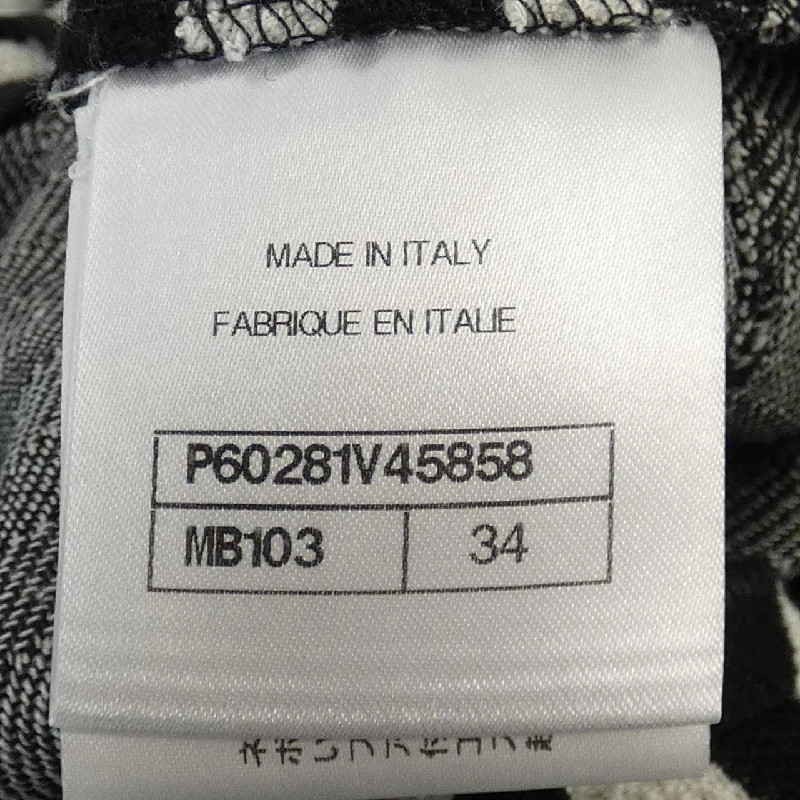 MADE IN ITALY
FABRIQUE EN ITALIE
P60281V45858
MB103 34